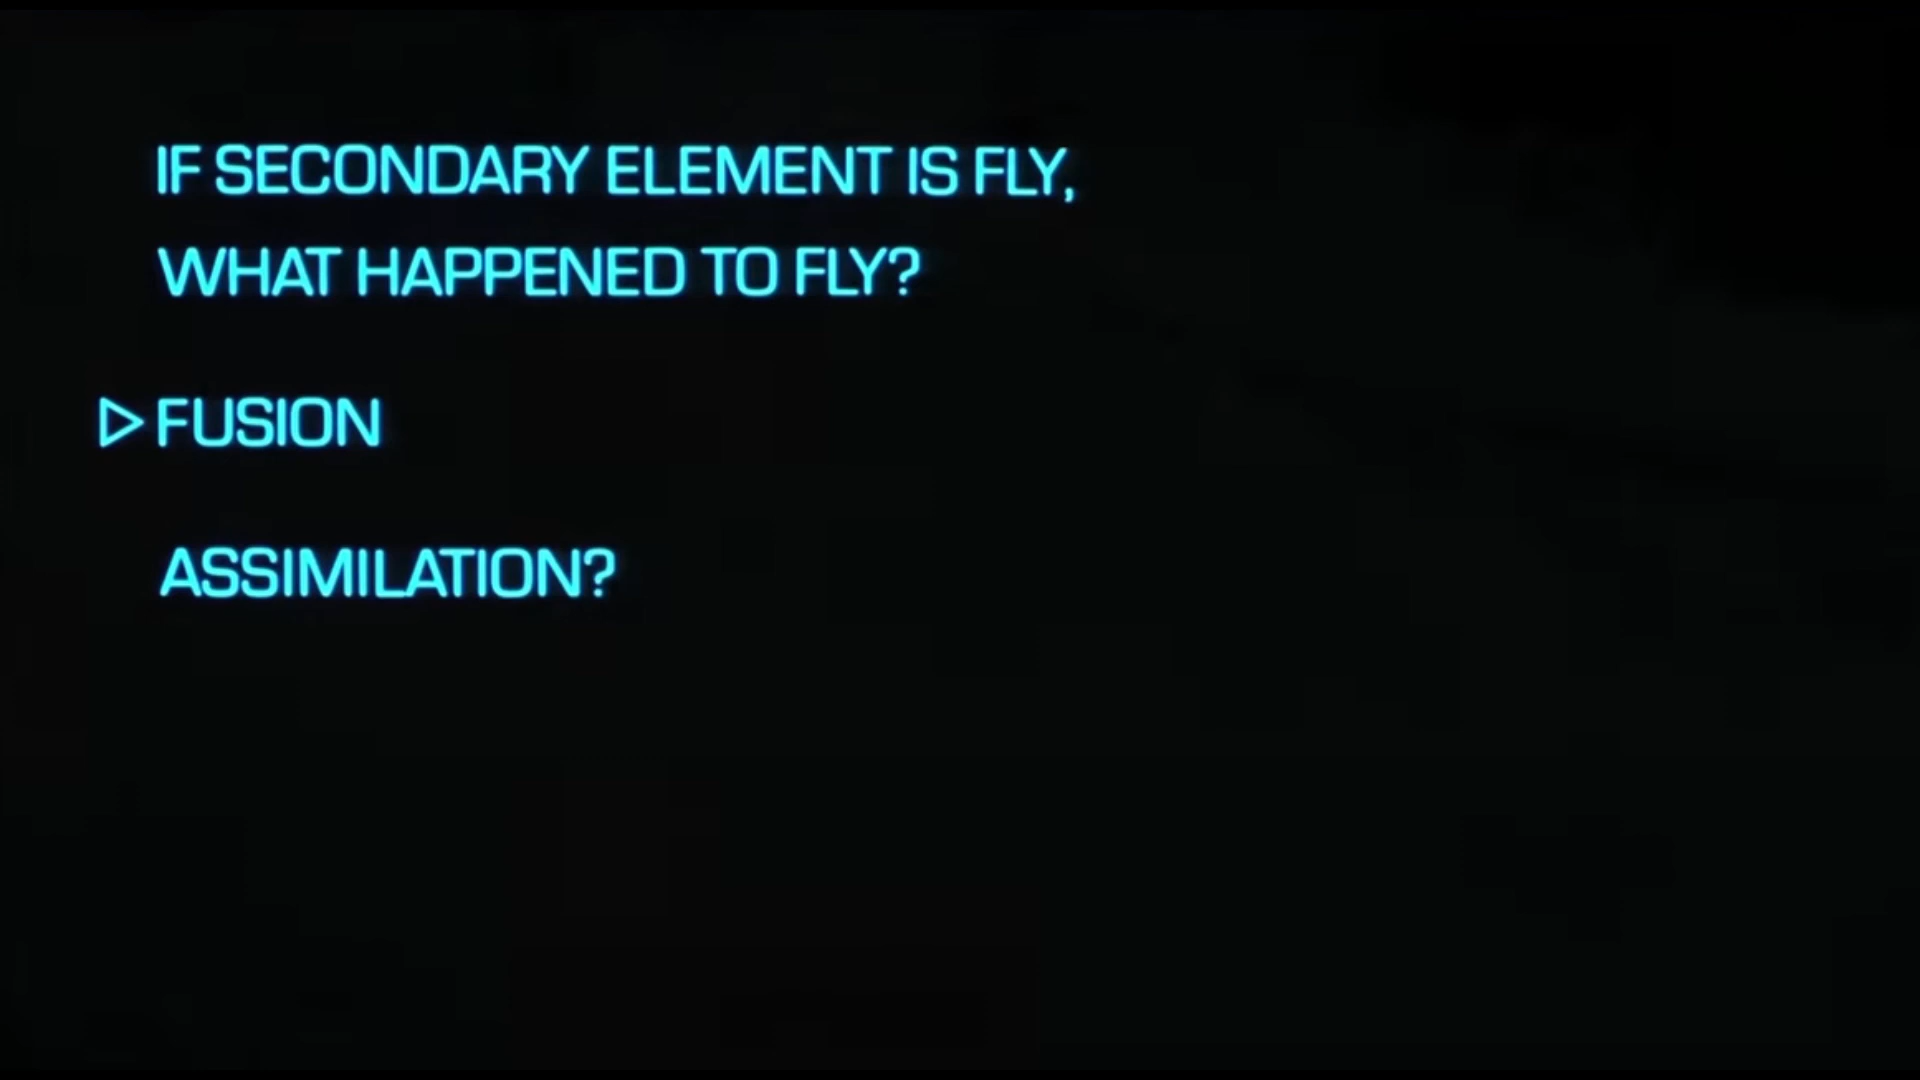 IF SECONDARY ELEMENT IS FLY,
WHAT HAPPENED TO FLY?
▷FUSION
ASSIMILATION?